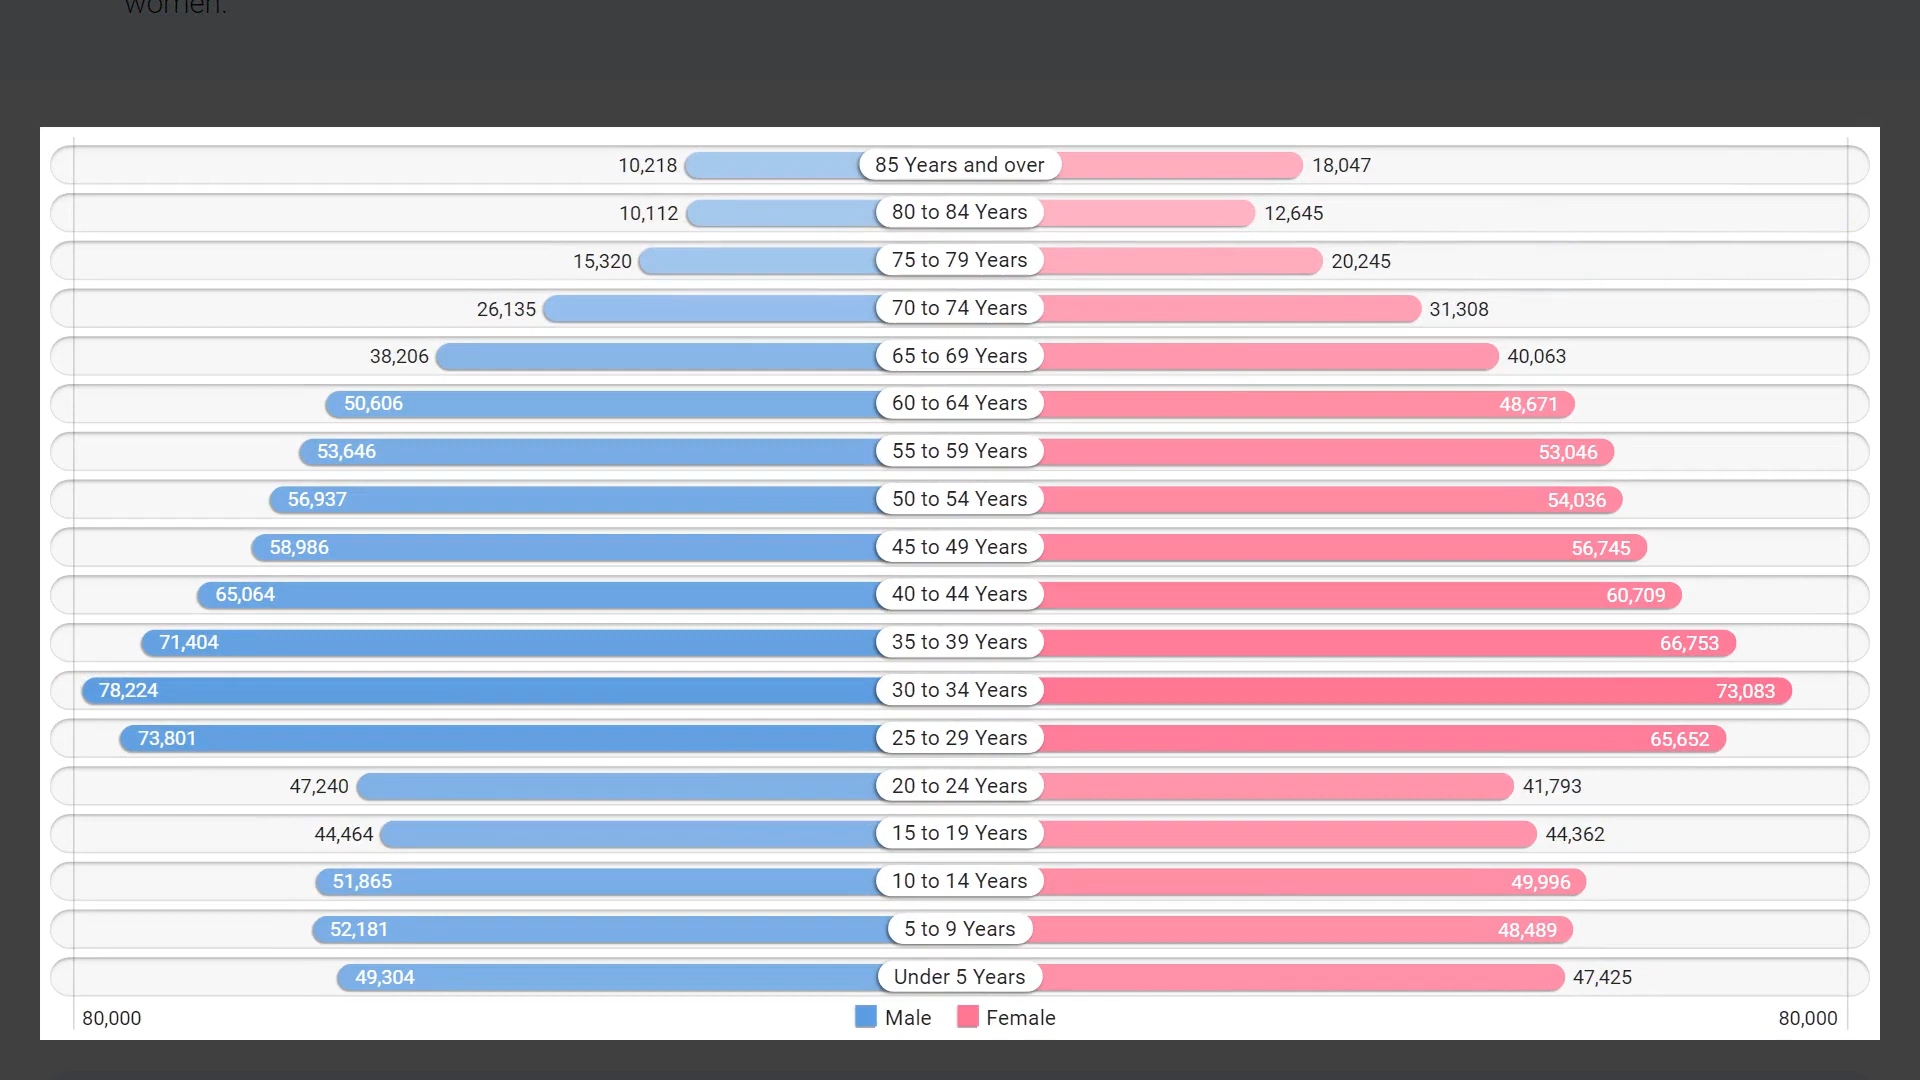 women.
10,218 85 Years and over 18,047
10,112 80 to 84 Years 12,645
15,320 75 to 79 Years 20,245
26,135 70 to 74 Years 31,308
38,206 65 to 69 Years 40,063
50,606 60 to 64 Years 48,671
53,646 55 to 59 Years 53,046
56,937 50 to 54 Years 54,036
58,986 45 to 49 Years 56,745
65,064 40 to 44 Years 60,709
71,404 35 to 39 Years 66,753
78,224 30 to 34 Years 73,083
73,801 25 to 29 Years 65,652
47,240 20 to 24 Years 41,793
44,464 15 to 19 Years 44,362
51,865 10 to 14 Years 49,996
52,181 5 to 9 Years 48,489
49,304 Under 5 Years 47,425
80,000 Male Female 80,000